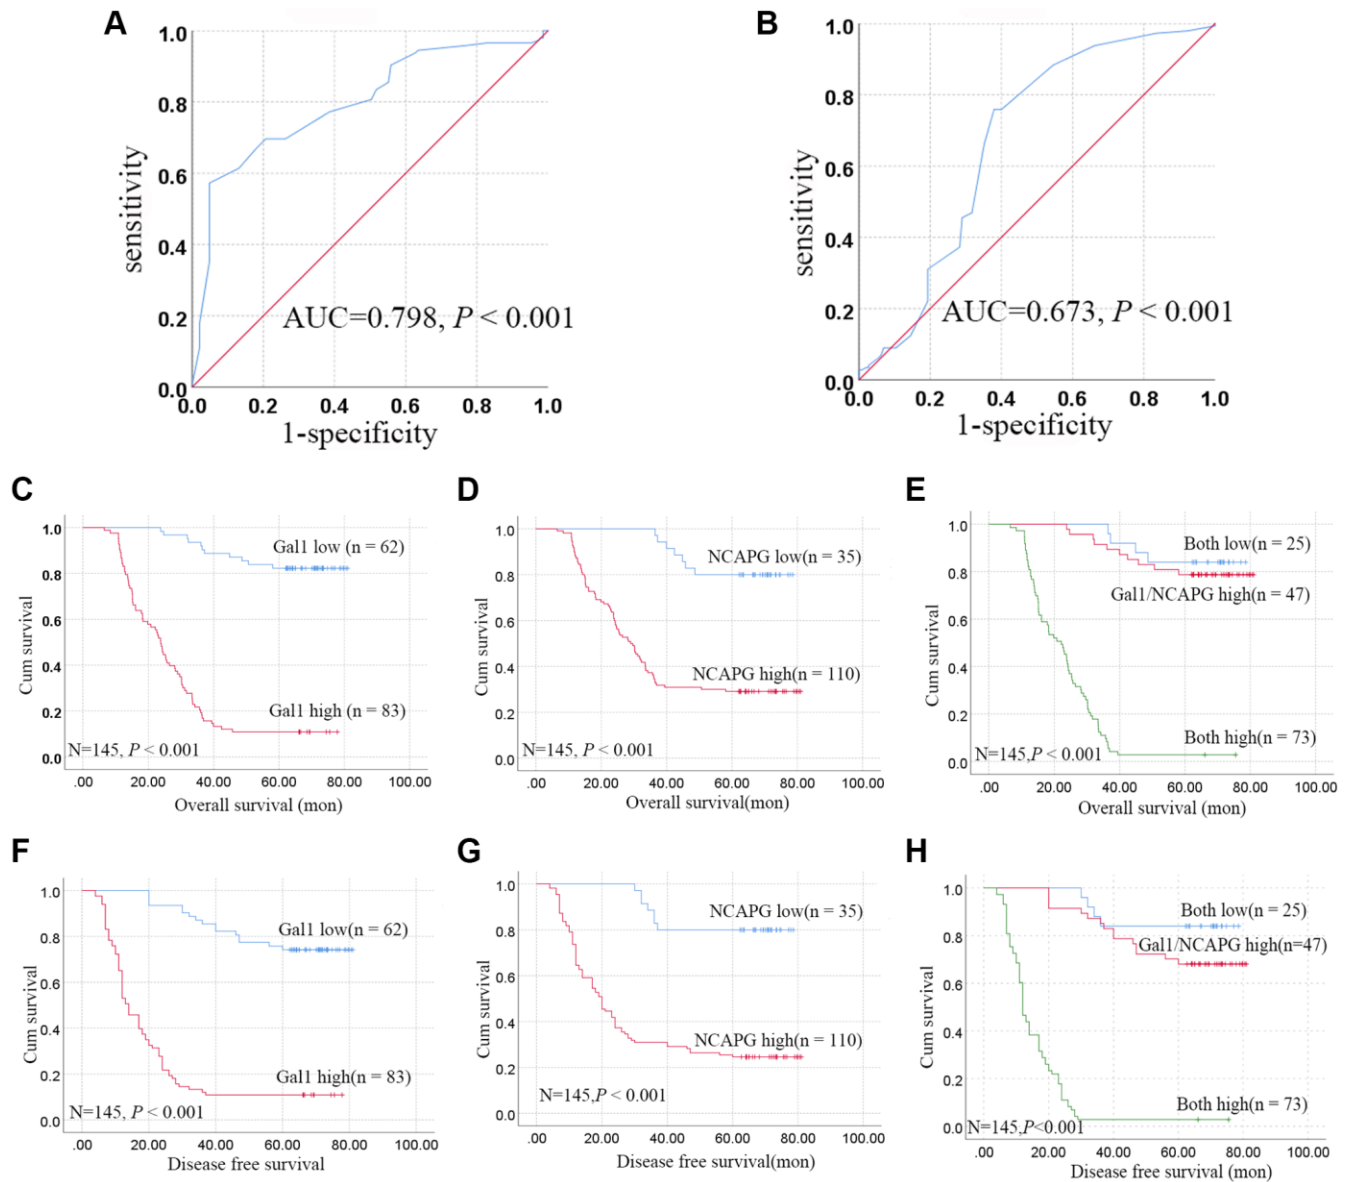 A
1.0
0.8
0.6
0.4
0.2
0.0
sensitivity
AUC=0.798, P < 0.001
0.0 0.2 0.4 0.6 0.8 1.0
1-specificity
B
1.0
0.8
0.6
0.4
0.2
0.0
sensitivity
AUC=0.673, P < 0.001
0.0 0.2 0.4 0.6 0.8 1.0
1-specificity
C
1.0
0.8
0.6
0.4
0.2
0.0
Cum survival
Gal1 low (n = 62)
Gal1 high (n = 83)
N=145, P < 0.001
.00 20.00 40.00 60.00 80.00 100.00
Overall survival (mon)
D
1.0
0.8
0.6
0.4
0.2
0.0
Cum survival
NCAPG low(n = 35)
NCAPG high(n = 110)
N=145, P < 0.001
.00 20.00 40.00 60.00 80.00 100.00
Overall survival(mon)
E
1.0
0.8
0.6
0.4
0.2
0.0
Cum survival
Both low(n = 25)
Gal1/NCAPG high(n = 47)
Both high(n = 73)
N=145,P < 0.001
.00 20.00 40.00 60.00 80.00 100.00
Overall survival (mon)
F
1.0
0.8
0.6
0.4
0.2
0.0
Cum survival
Gal1 low(n = 62)
Gal1 high(n = 83)
N=145, P < 0.001
.00 20.00 40.00 60.00 80.00 100.00
Disease free survival
G
1.0
0.8
0.6
0.4
0.2
0.0
Cum survival
NCAPG low(n = 35)
NCAPG high(n = 110)
N=145,P < 0.001
.00 20.00 40.00 60.00 80.00 100.00
Disease free survival(mon)
H
1.0
0.8
0.6
0.4
0.2
0.0
Cum survival
Both low(n = 25)
Gal1/NCAPG high(n=47)
Both high(n = 73)
N=145,P<0.001
.00 20.00 40.00 60.00 80.00 100.00
Disease free survival (mon)